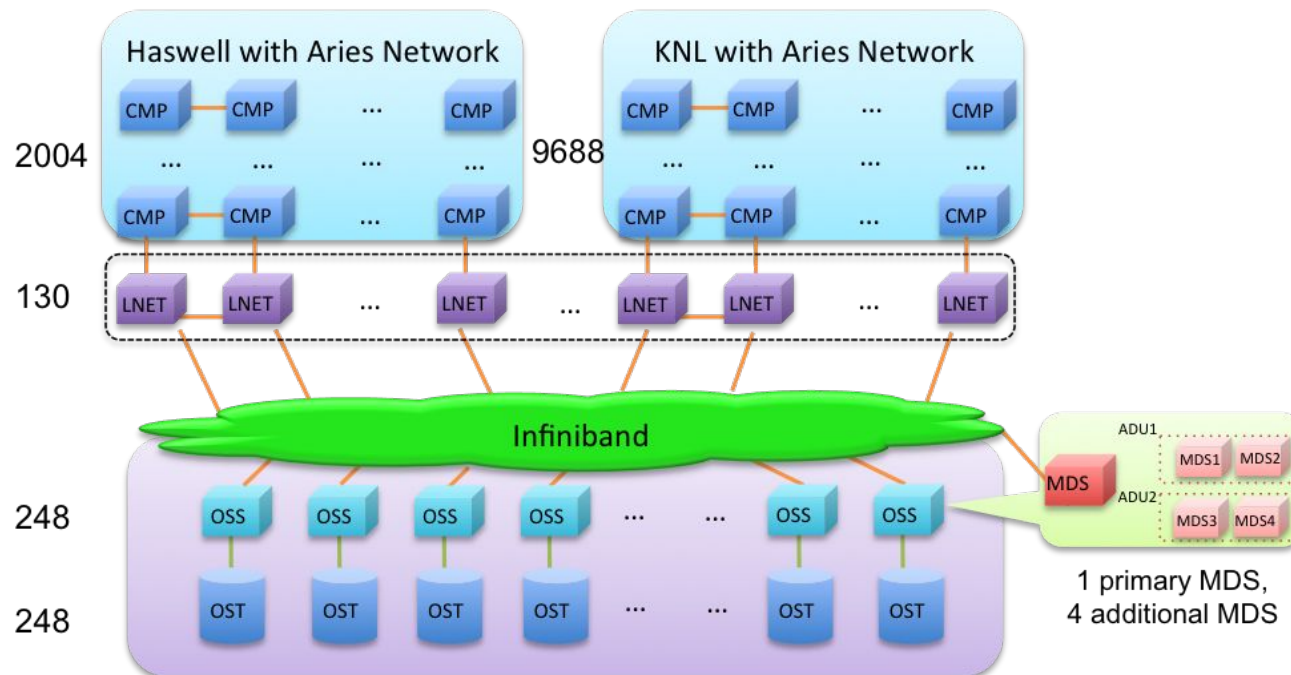 Haswell with Aries Network
KNL with Aries Network
CMP CMP ... CMP
CMP CMP ... CMP
2004 ... ... ... ...
9688 ... ... ... ...
CMP CMP ... CMP
CMP CMP ... CMP
130 LNET LNET ... LNET ... LNET LNET ... LNET
Infiniband
ADU1
MDS1 MDS2
MDS
ADU2
MDS3 MDS4
248 OSS OSS OSS OSS ... ... OSS OSS
1 primary MDS,
4 additional MDS
248 OST OST OST OST ... ... OST OST